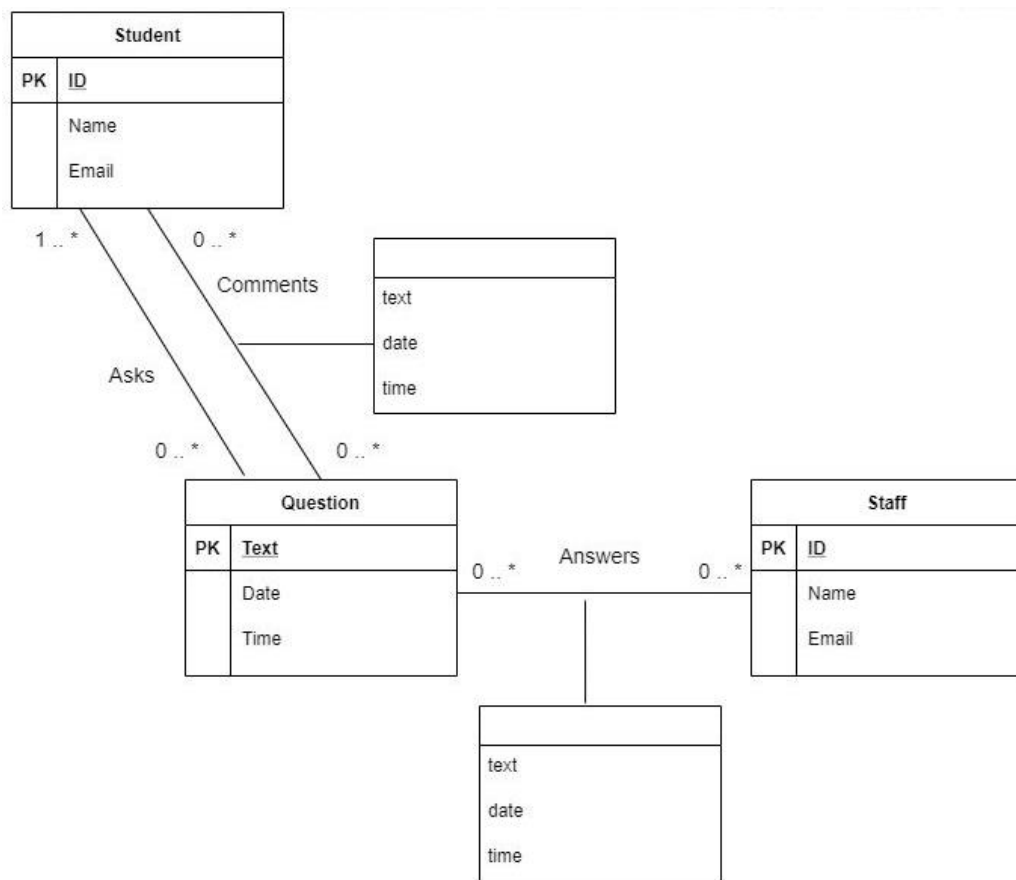 Student
PK ID
Name
Email
1 .. *
0 .. *
Comments
text
date
time
Asks
0 .. *
0 .. *
Question
PK Text
Date
Time
0 .. *
Answers
0 .. *
Staff
PK ID
Name
Email
text
date
time